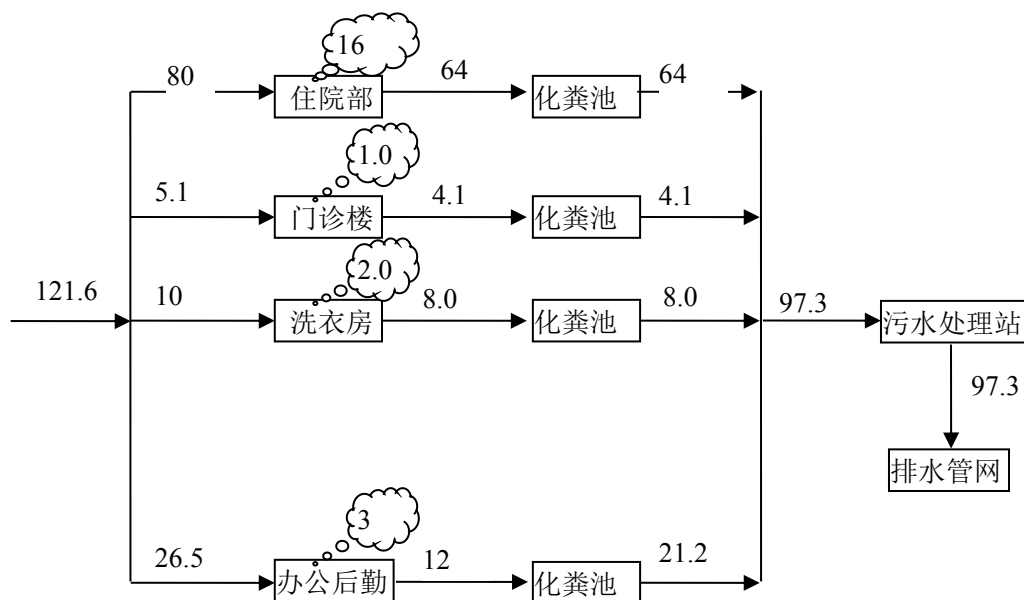 16
80
住院部
64
化粪池
64
1.0
5.1
门诊楼
4.1
化粪池
4.1
2.0
121.6
10
洗衣房
8.0
化粪池
8.0
97.3
污水处理站
97.3
排水管网
3
26.5
办公后勤
12
化粪池
21.2